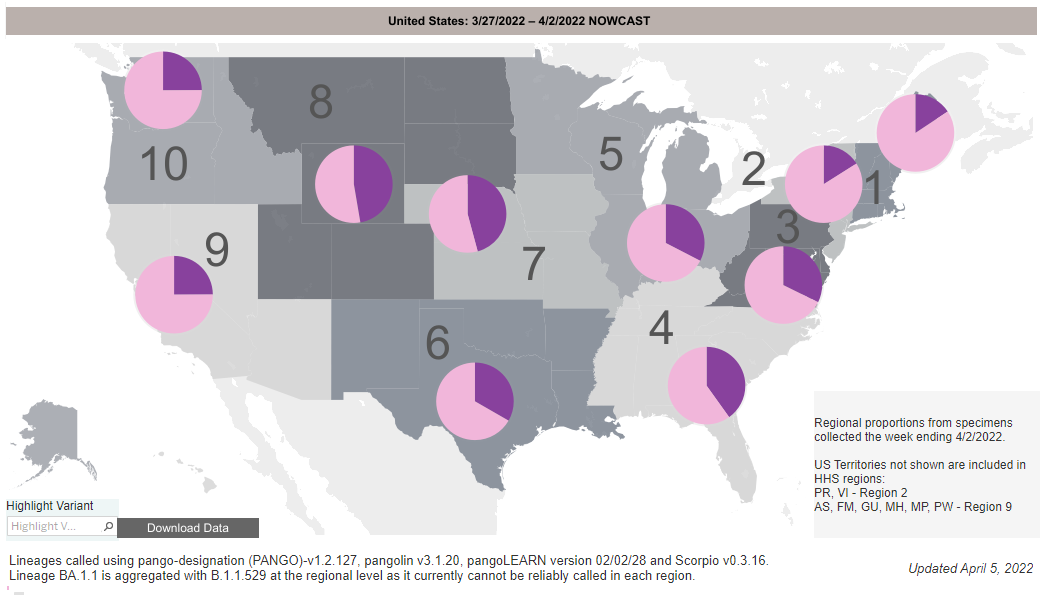 United States: 3/27/2022 – 4/2/2022 NOWCAST
8
5
10
2
1
3
9
7
4
6
Regional proportions from specimens
collected the week ending 4/2/2022.
US Territories not shown are included in
HHS regions:
PR, VI - Region 2
AS, FM, GU, MH, MP, PW - Region 9
Highlight Variant
Highlight V...
Download Data
Lineages called using pango-designation (PANGO)-v1.2.127, pangolin v3.1.20, pangoLEARN version 02/02/28 and Scorpio v0.3.16.
Lineage BA.1.1 is aggregated with B.1.1.529 at the regional level as it currently cannot be reliably called in each region.
Updated April 5, 2022